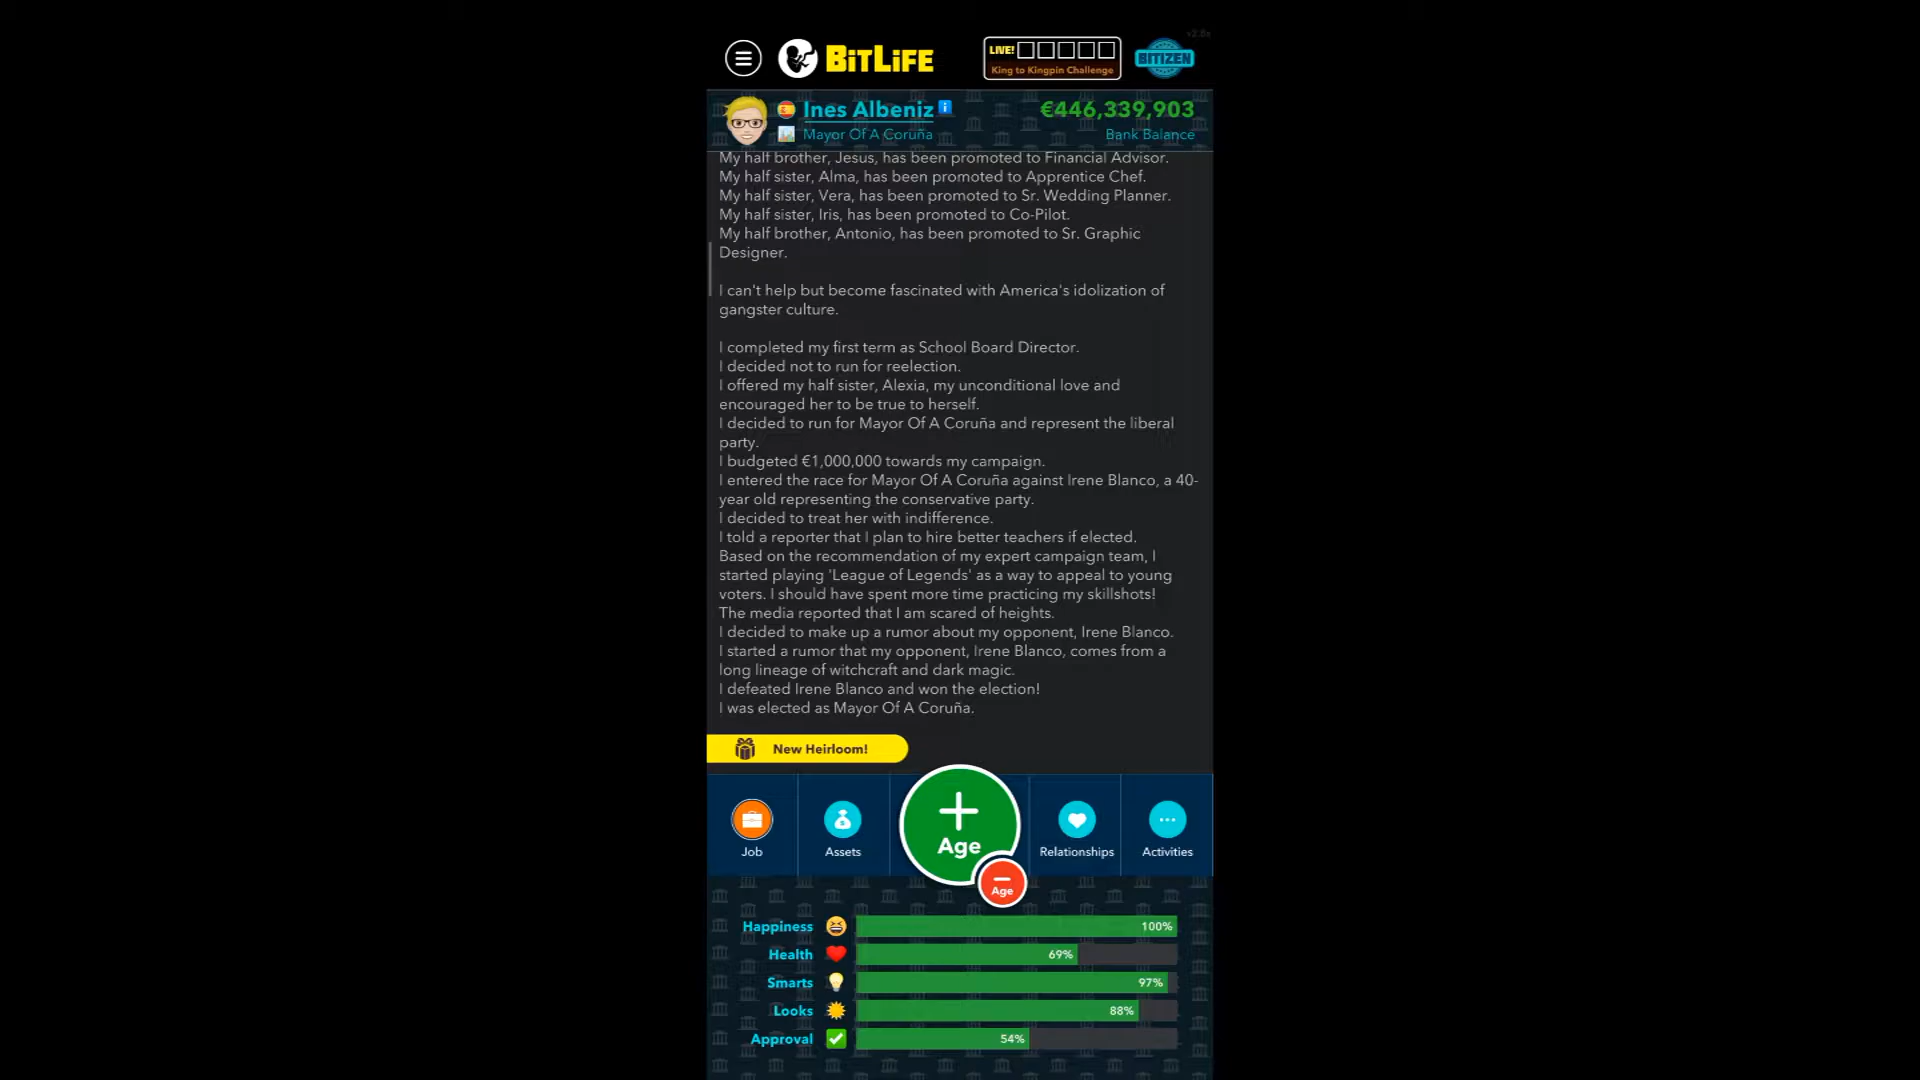 v2.8x
BITLIFE
LIVE!
King to Kingpin Challenge
BITIZEN
Ines Albeniz
€446,339,903
Mayor Of A Coruña
Bank Balance
My half brother, Jesus, has been promoted to Financial Advisor.
My half sister, Alma, has been promoted to Apprentice Chef.
My half sister, Vera, has been promoted to Sr. Wedding Planner.
My half sister, Iris, has been promoted to Co-Pilot.
My half brother, Antonio, has been promoted to Sr. Graphic
Designer.
I can't help but become fascinated with America's idolization of
gangster culture.
I completed my first term as School Board Director.
I decided not to run for reelection.
I offered my half sister, Alexia, my unconditional love and
encouraged her to be true to herself.
I decided to run for Mayor Of A Coruña and represent the liberal
party.
I budgeted €1,000,000 towards my campaign.
I entered the race for Mayor Of A Coruña against Irene Blanco, a 40-
year old representing the conservative party.
I decided to treat her with indifference.
I told a reporter that I plan to hire better teachers if elected.
Based on the recommendation of my expert campaign team, I
started playing 'League of Legends' as a way to appeal to young
voters. I should have spent more time practicing my skillshots!
The media reported that I am scared of heights.
I decided to make up a rumor about my opponent, Irene Blanco.
I started a rumor that my opponent, Irene Blanco, comes from a
long lineage of witchcraft and dark magic.
I defeated Irene Blanco and won the election!
I was elected as Mayor Of A Coruña.
New Heirloom!
Job
Assets
Age
Age
Relationships
Activities
Happiness
100%
Health
69%
Smarts
97%
Looks
88%
Approval
54%